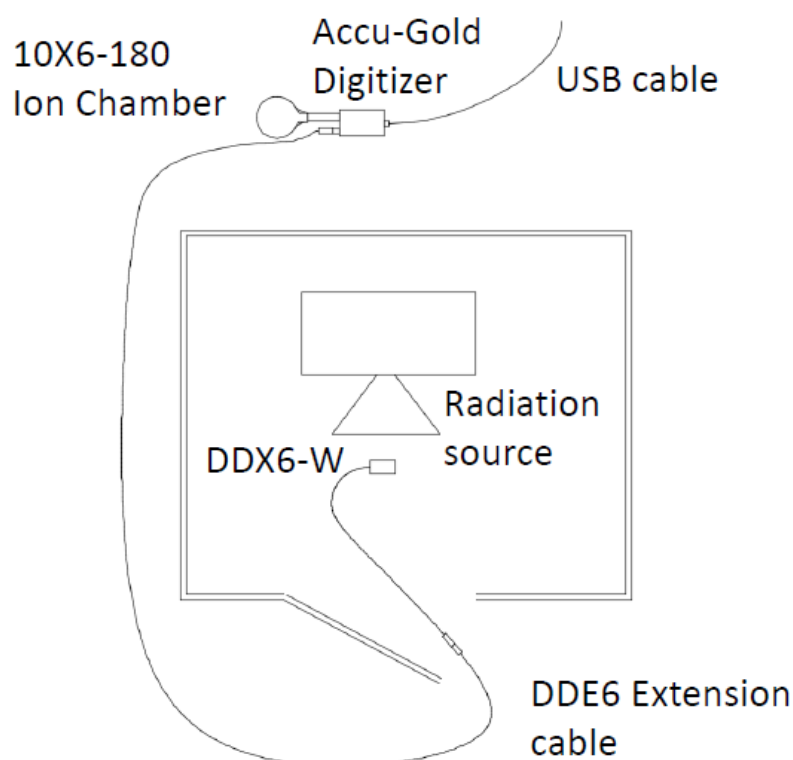 10X6-180
Ion Chamber
Accu-Gold
Digitizer
USB cable
Radiation
source
DDX6-W
DDE6 Extension
cable